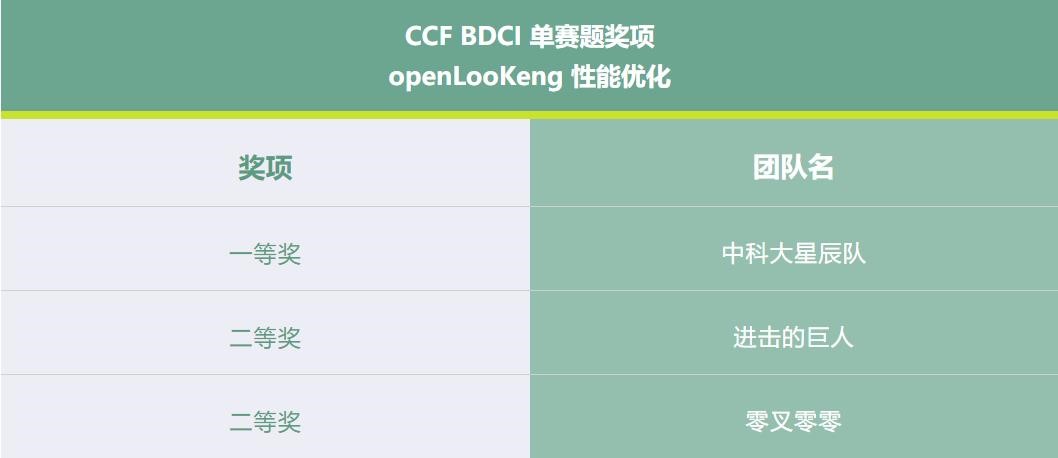 CCF BDCI 单赛题奖项
openLooKeng 性能优化
奖项 团队名
一等奖 中科大星辰队
二等奖 进击的巨人
二等奖 零叉零零